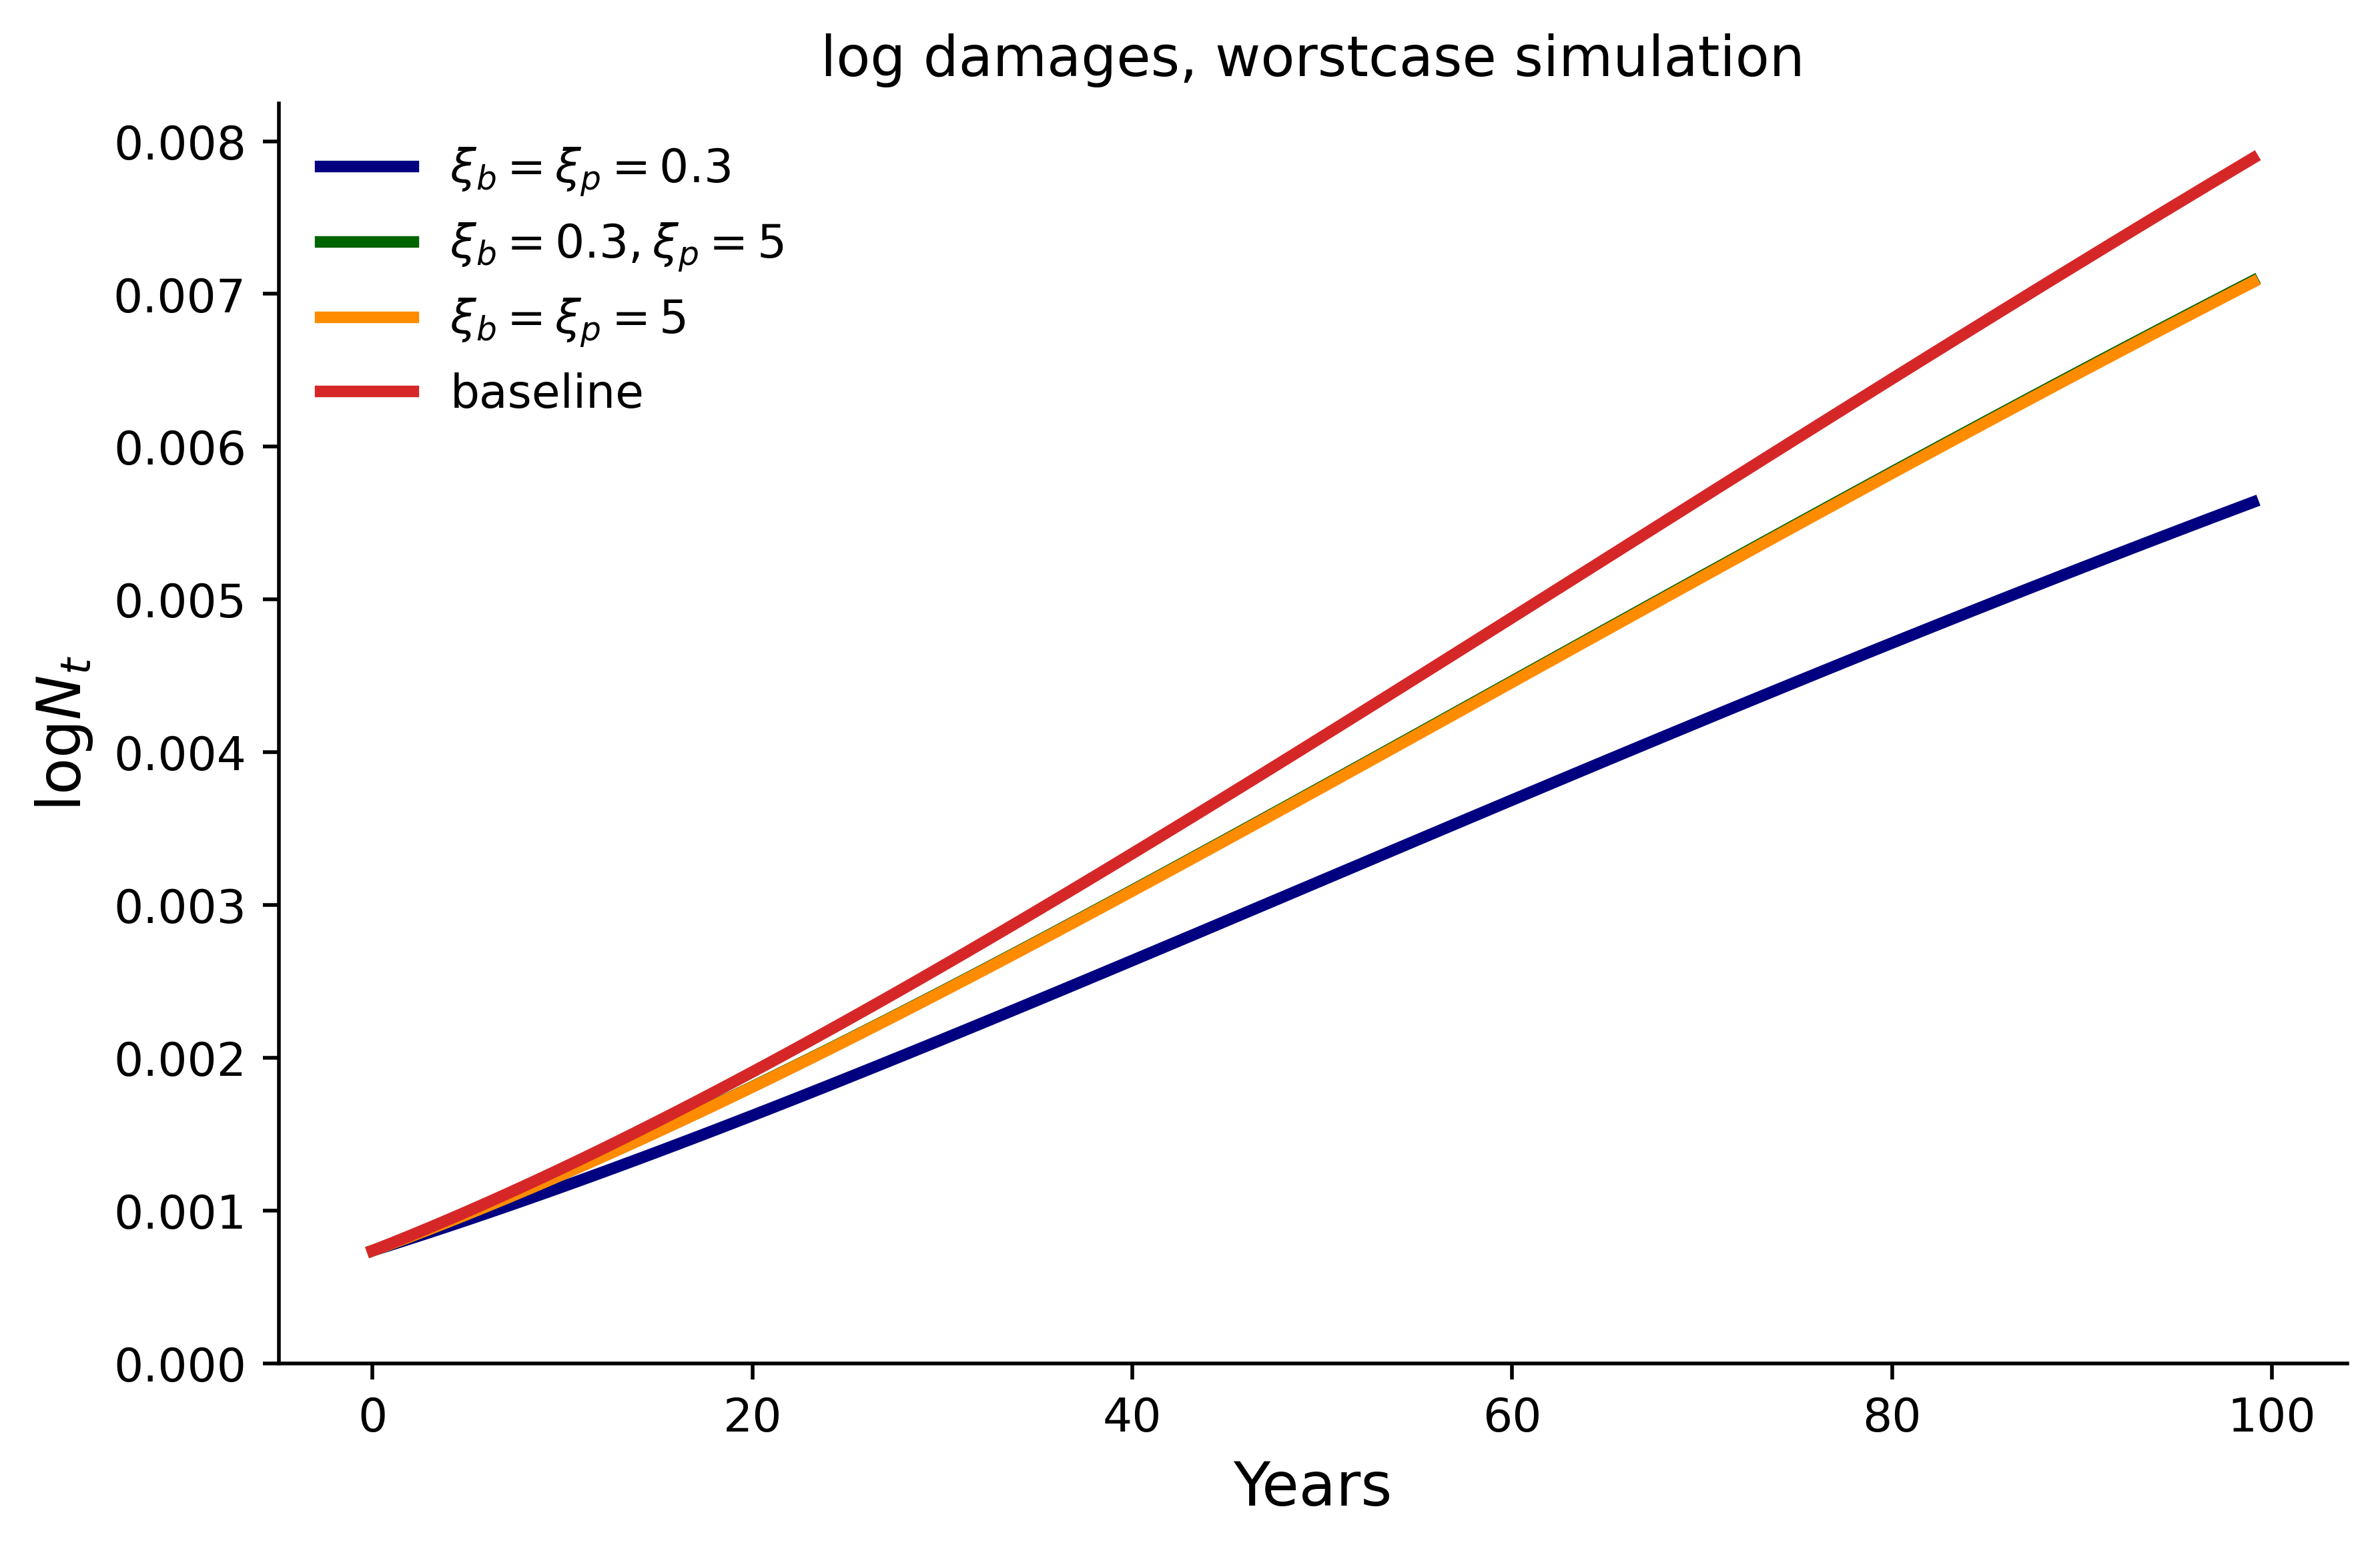 log damages, worstcase simulation
0.008
0.007
0.006
0.005
0.004
0.003
0.002
0.001
0.000
logN_t
ξ_b = ξ_p = 0.3
ξ_b = 0.3, ξ_p = 5
ξ_b = ξ_p = 5
baseline
0 20 40 60 80 100
Years